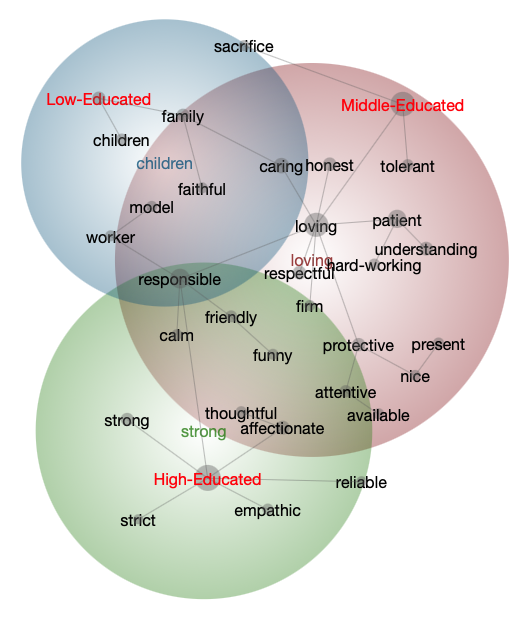 sacrifice
Low-Educated
Middle-Educated
family
children
children
caring
honest
tolerant
faithful
model
worker
loving
patient
understanding
loving
respectful
hard-working
responsible
firm
friendly
calm
funny
protective
present
nice
attentive
thoughtful
available
strong
strong
affectionate
High-Educated
reliable
strict
empathic